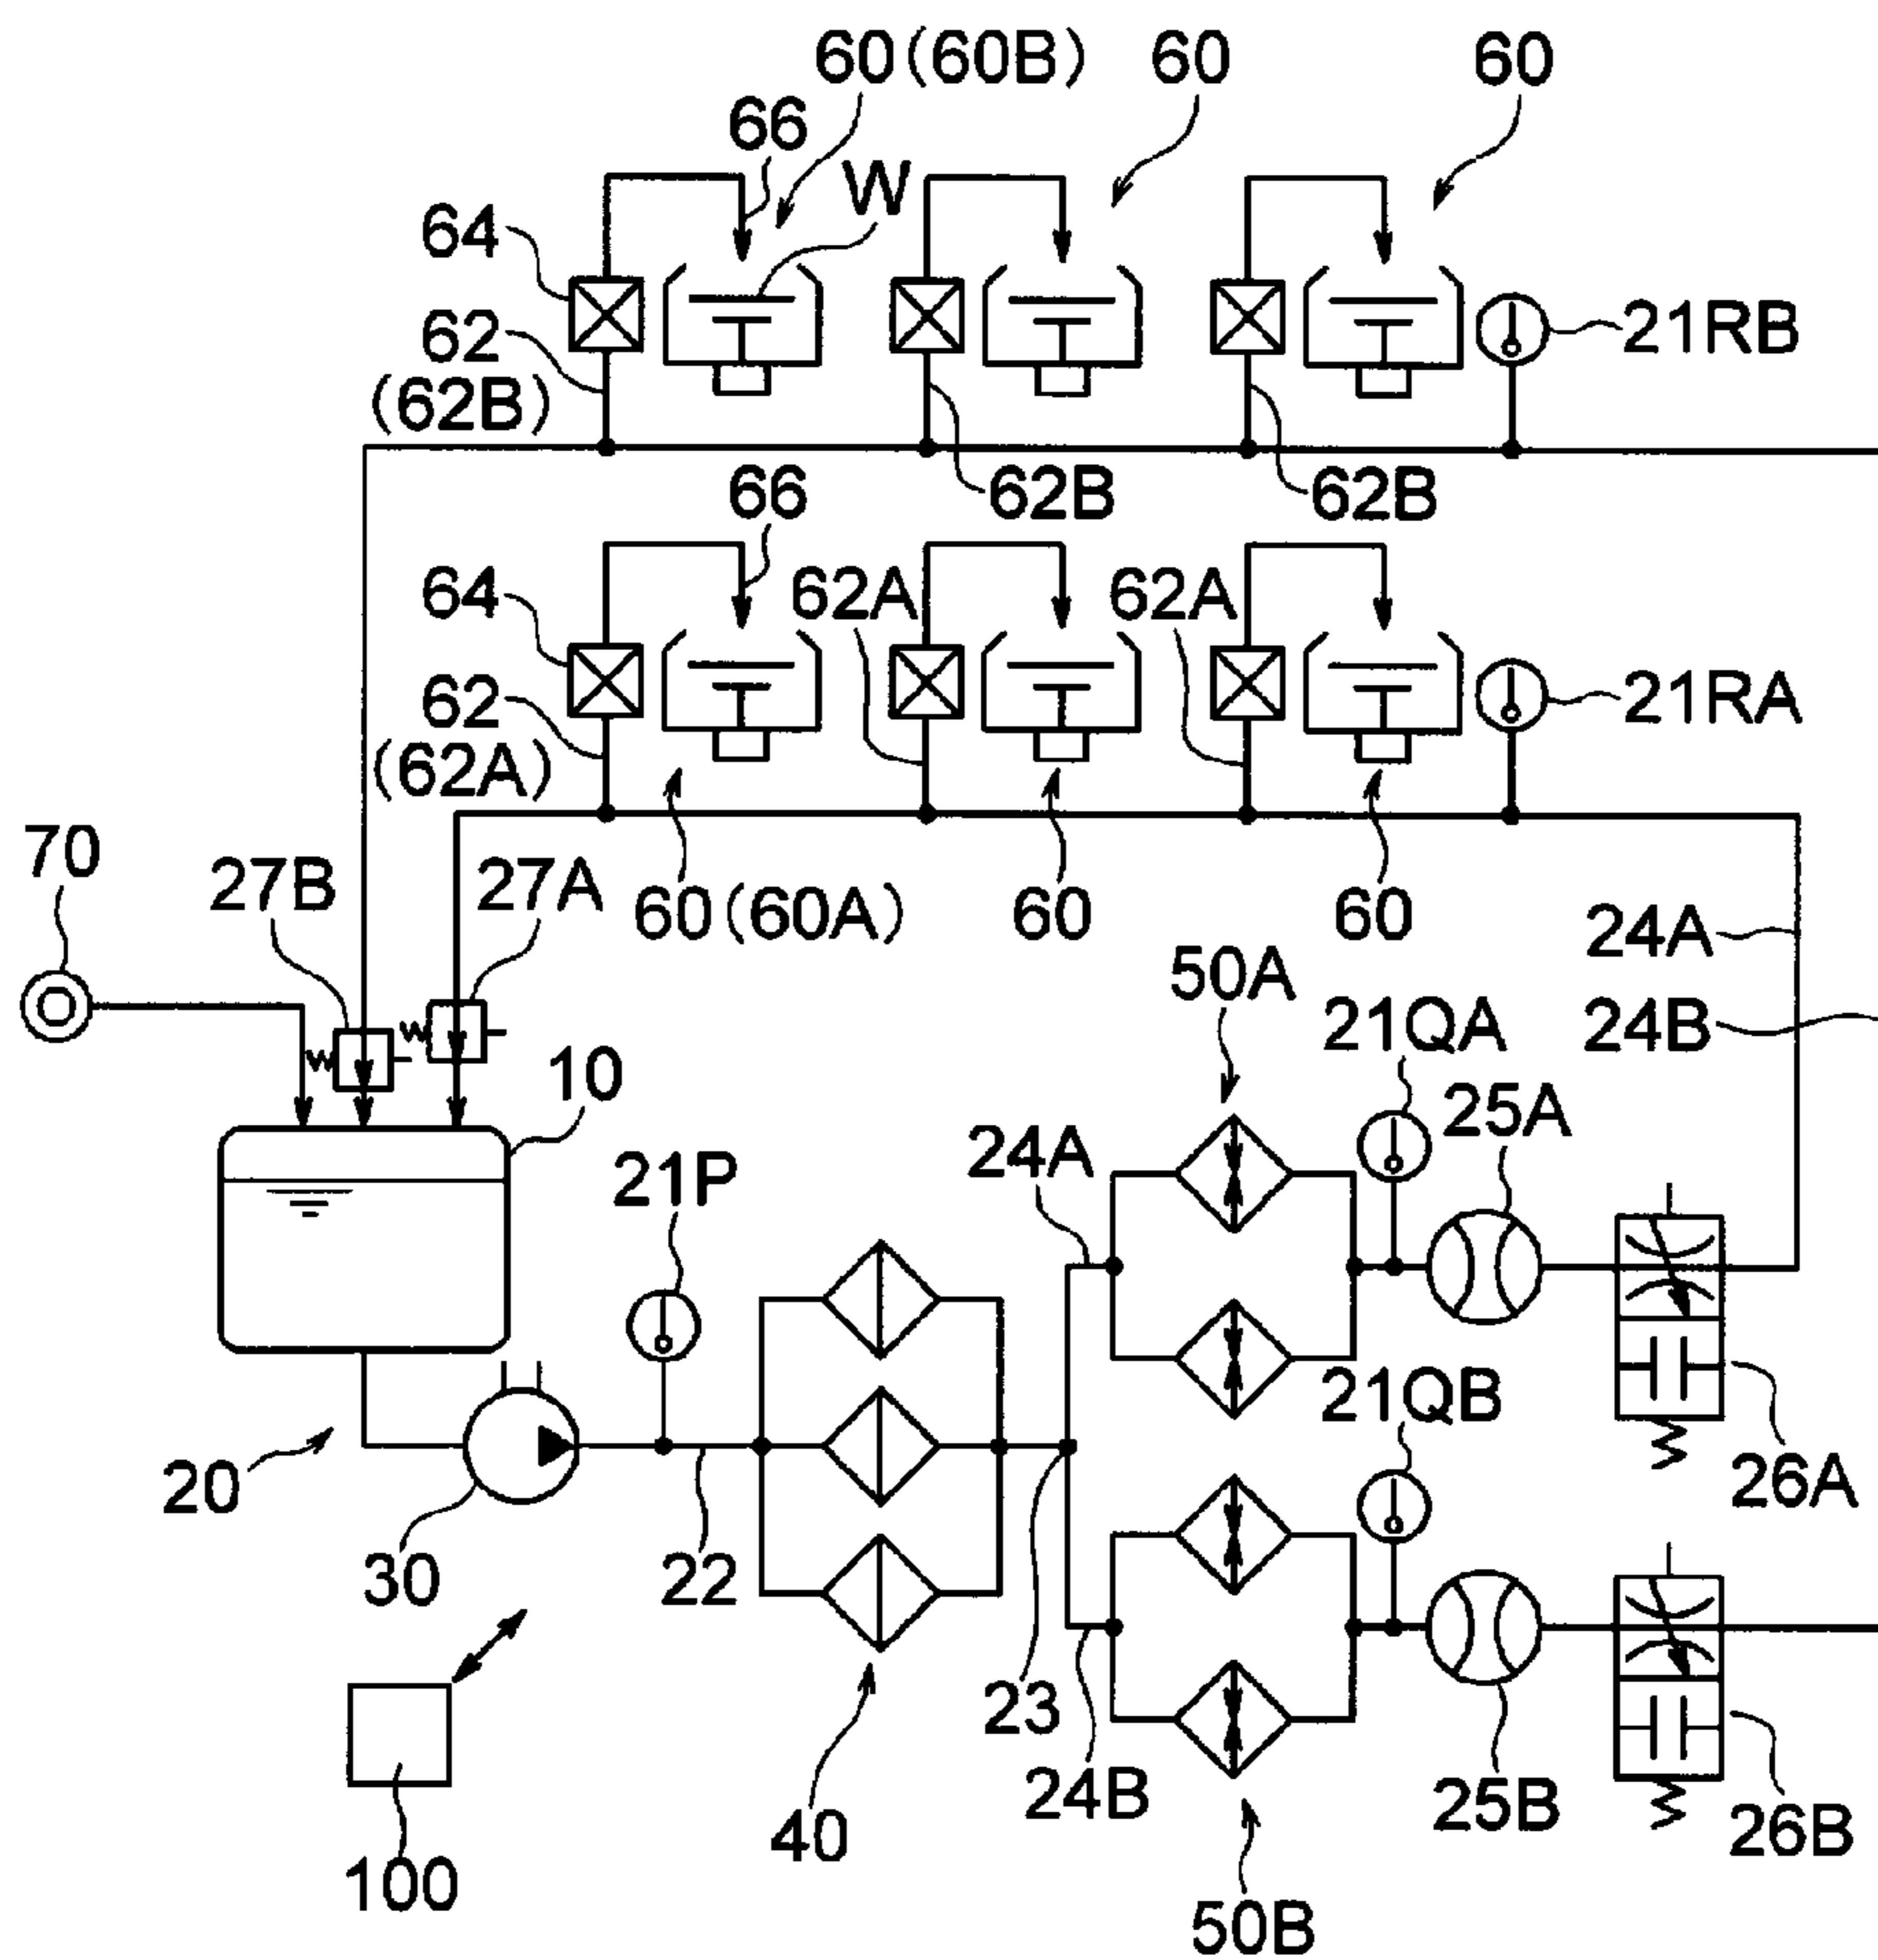 60(60B) 60 60
66
W
64
62
(62B)
21RB
66
62B 62B
64
62A 62A
62
(62A)
21RA
70
27B 27A
60(60A) 60 60
24A
24B
50A
21QA
25A
W
W
10
21P
24A
21QB
26A
20
30
22
23
24B
40
25B
26B
100
50B